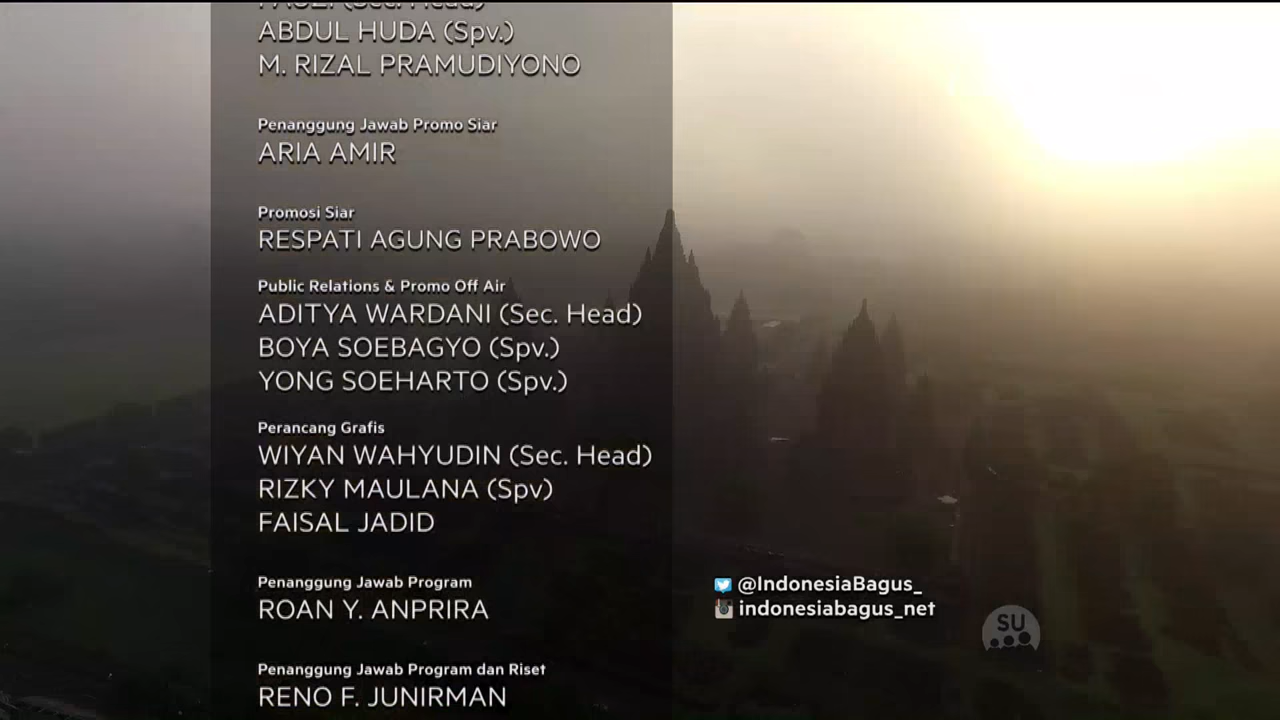 ABDUL HUDA (Spv.)
M. RIZAL PRAMUDIYONO
Penanggung Jawab Promo Siar
ARIA AMIR
Promosi Siar
RESPATI AGUNG PRABOWO
Public Relations & Promo Off Air
ADITYA WARDANI (Sec. Head)
BOYA SOEBAGYO (Spv.)
YONG SOEHARTO (Spv.)
Perancang Grafis
WIYAN WAHYUDIN (Sec. Head)
RIZKY MAULANA (Spv)
FAISAL JADID
Penanggung Jawab Program
ROAN Y. ANPRIRA
Penanggung Jawab Program dan Riset
RENO F. JUNIRMAN
@IndonesiaBagus_
indonesiabagus_net
SU